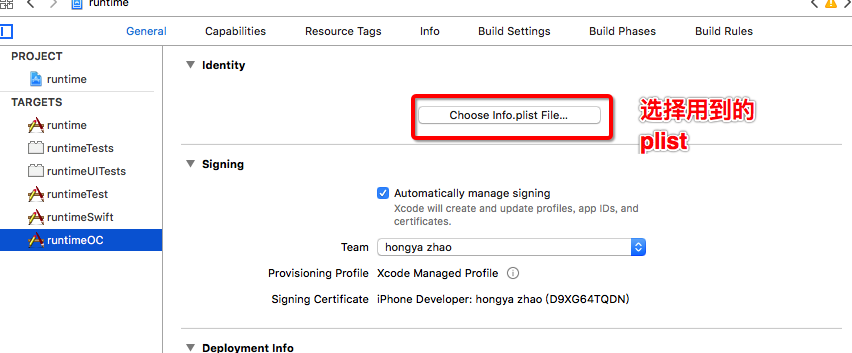 runtime
General Capabilities Resource Tags Info Build Settings Build Phases Build Rules
PROJECT
runtime
TARGETS
runtime
runtimeTests
runtimeUITests
runtimeTest
runtimeSwift
runtimeOC
Identity
Choose Info.plist File...
选择用到的
plist
Signing
Automatically manage signing
Xcode will create and update profiles, app IDs, and
certificates.
Team hongya zhao
Provisioning Profile Xcode Managed Profile
Signing Certificate iPhone Developer: hongya zhao (D9XG64TQDN)
Deployment Info